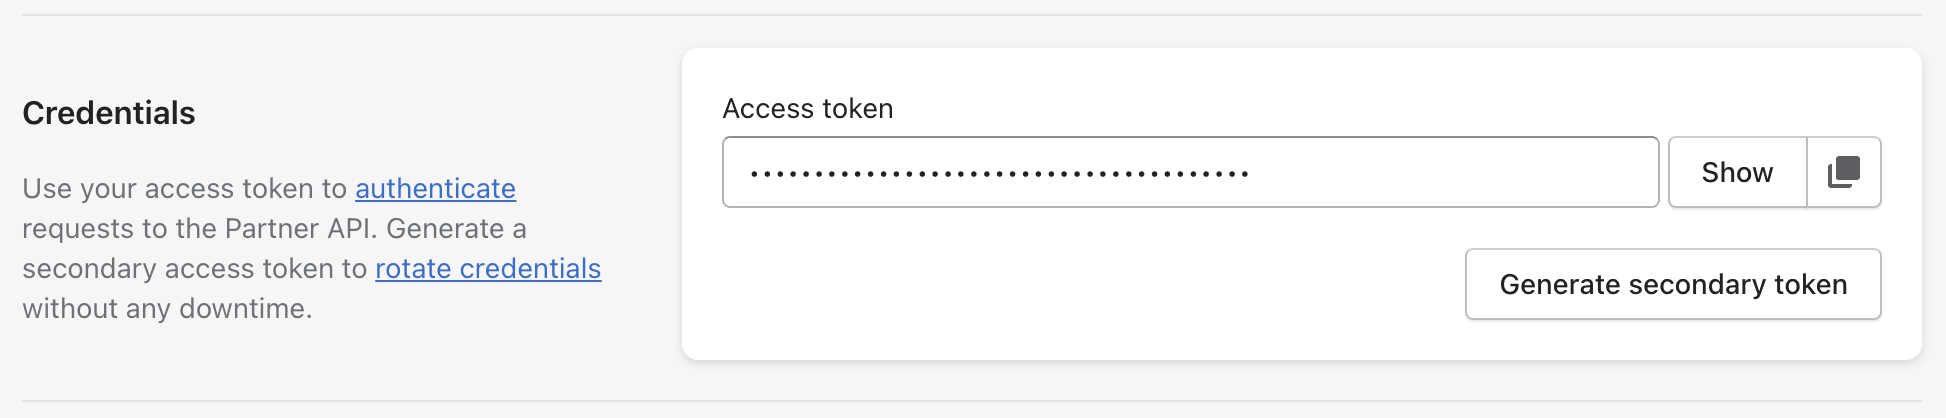 Credentials
Use your access token to authenticate
requests to the Partner API. Generate a
secondary access token to rotate credentials
without any downtime.
Access token
•••••••••••••••••••••••••••••••••••••••
Show
Generate secondary token